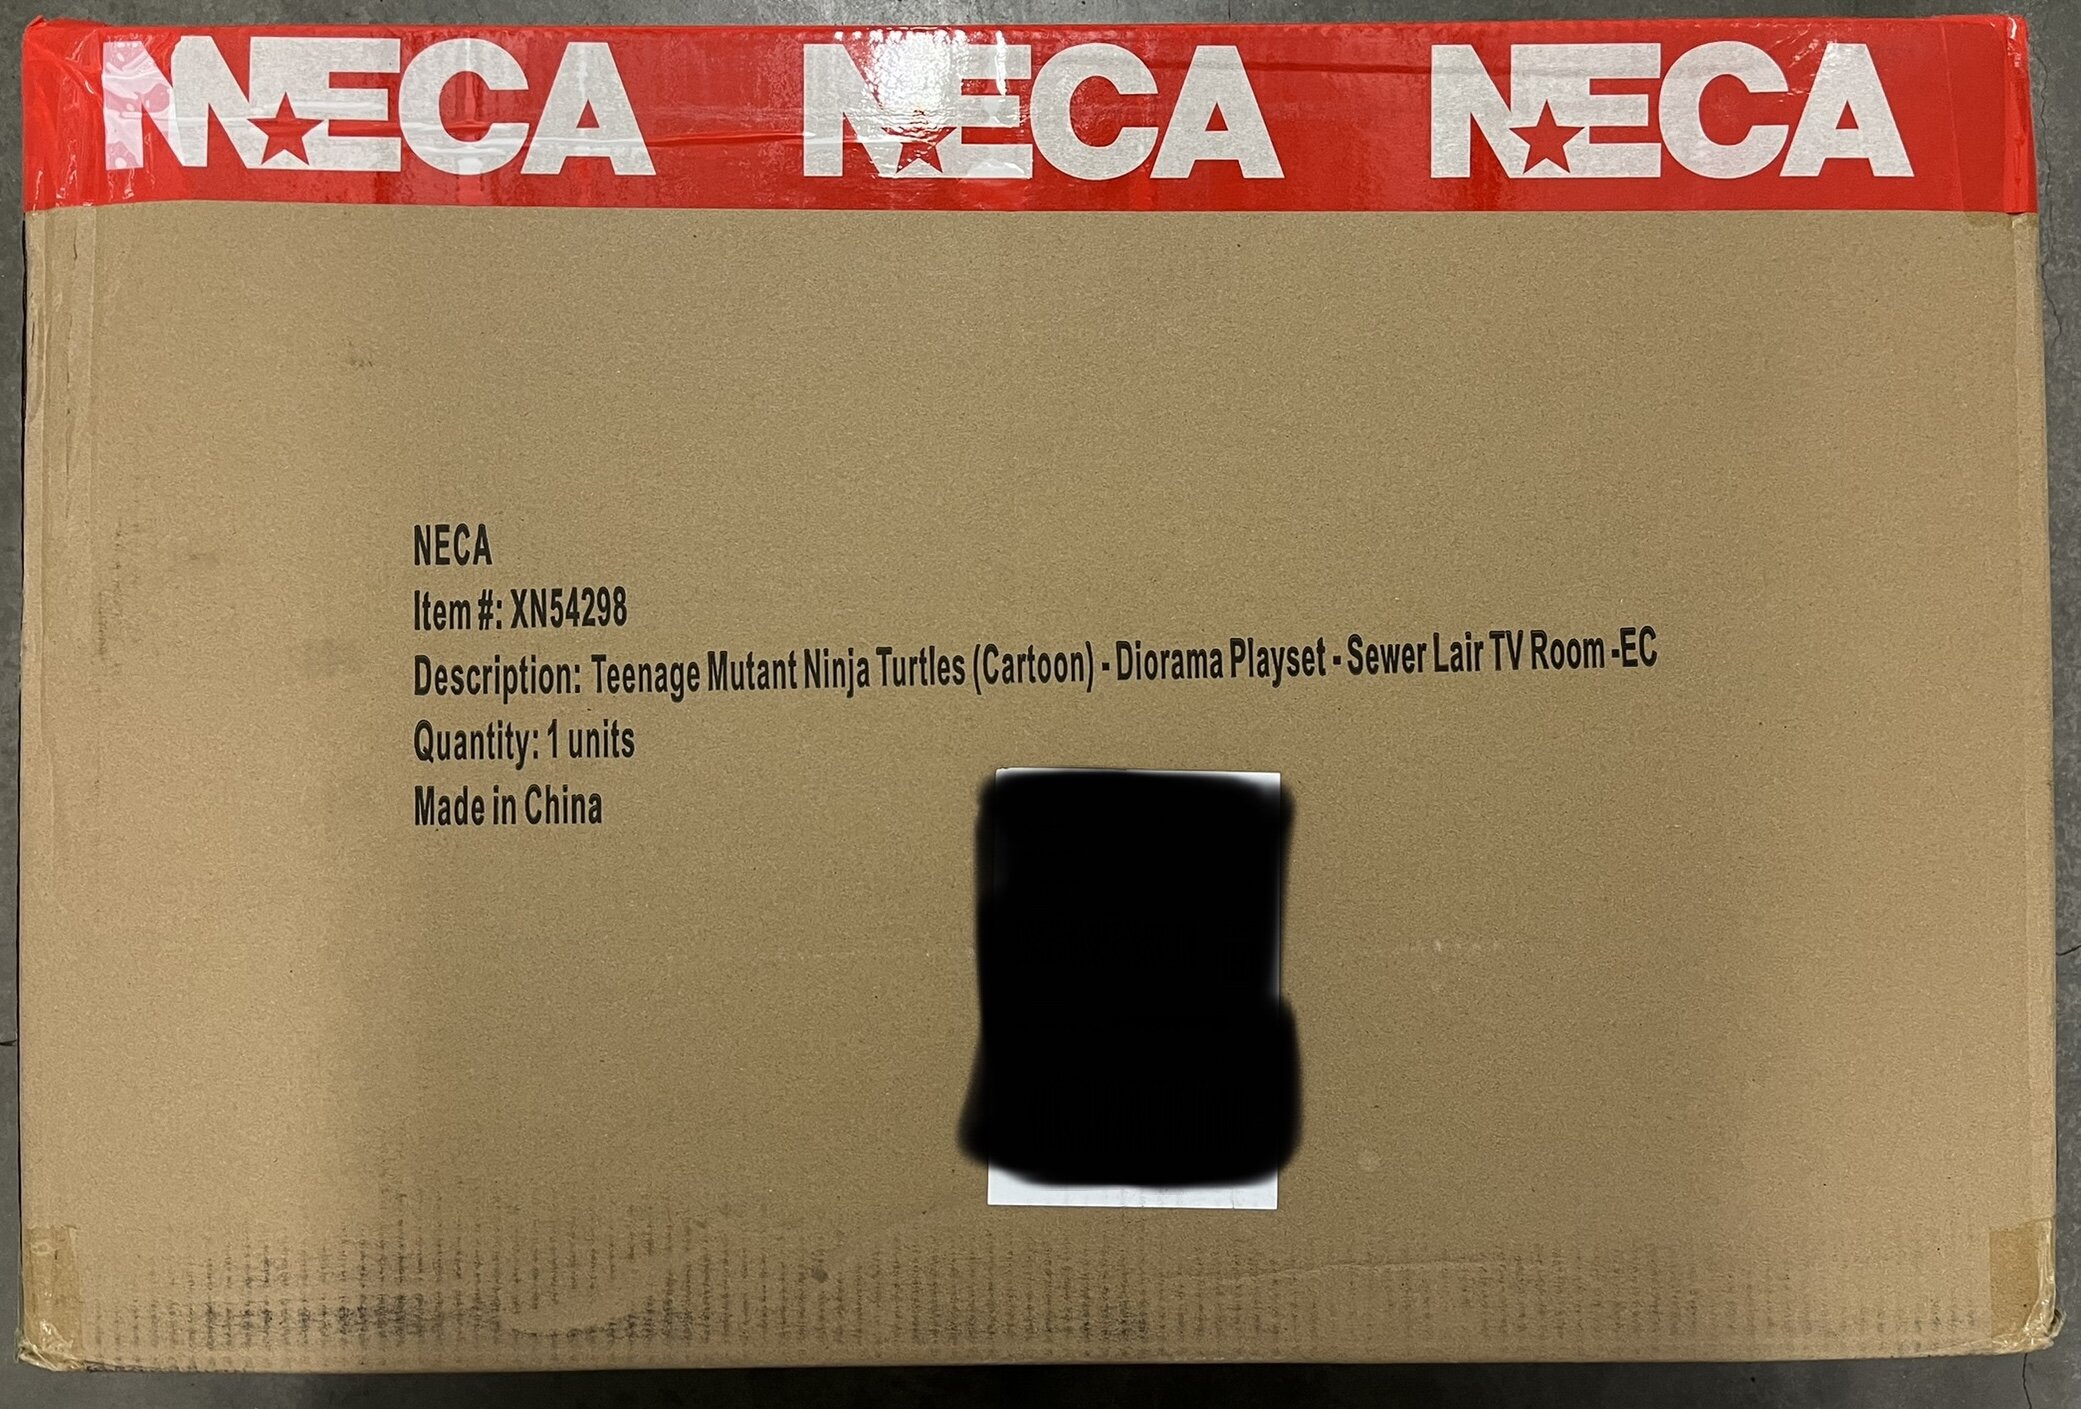 NECA NECA NECA
NECA
Item #: XN54298
Description: Teenage Mutant Ninja Turtles (Cartoon) - Diorama Playset - Sewer Lair TV Room -EC
Quantity: 1 units
Made in China